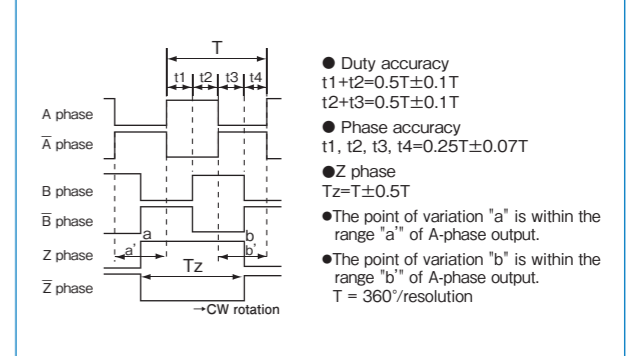 T
t1 t2 t3 t4
A phase
A̅ phase
B phase
B̅ phase
a b
Z phase
a' b'
Tz
Z̅ phase
→CW rotation
● Duty accuracy
t1+t2=0.5T±0.1T
t2+t3=0.5T±0.1T
● Phase accuracy
t1, t2, t3, t4=0.25T±0.07T
●Z phase
Tz=T±0.5T
●The point of variation "a" is within the
range "a'" of A-phase output.
●The point of variation "b" is within the
range "b'" of A-phase output.
T = 360°/resolution